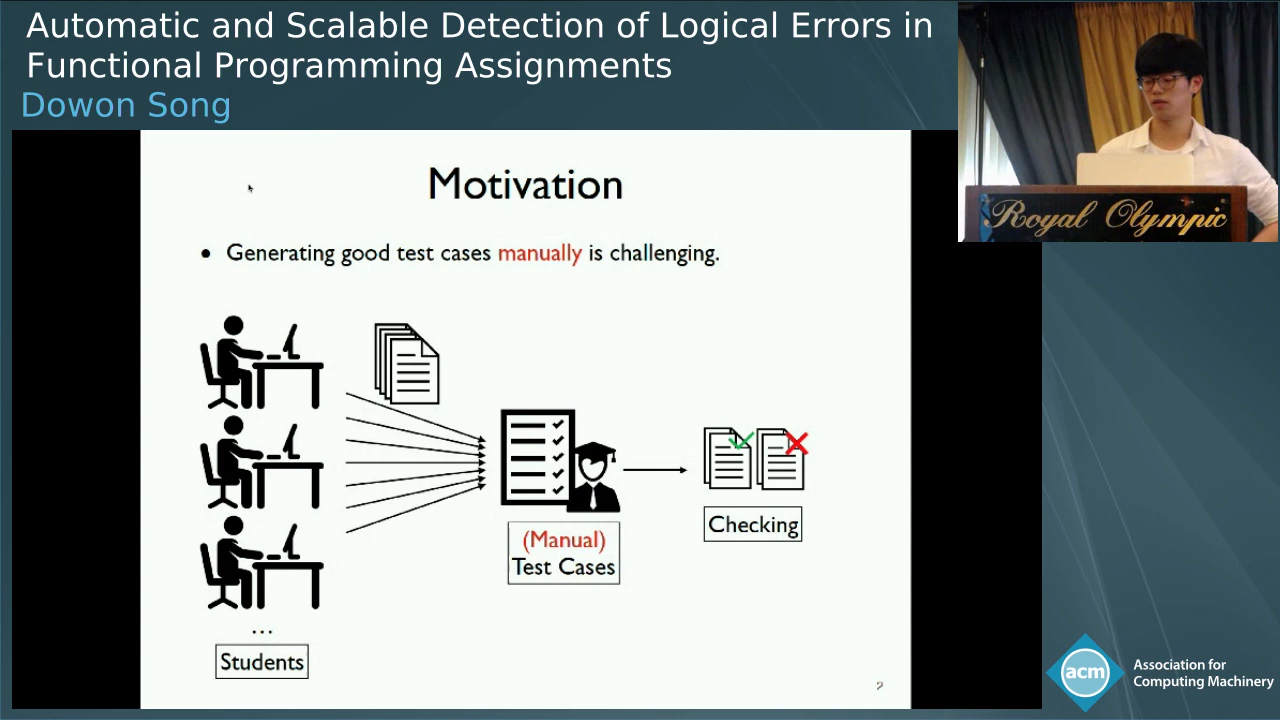 Automatic and Scalable Detection of Logical Errors in
Functional Programming Assignments
Dowon Song
Royal Olympic
Motivation
• Generating good test cases manually is challenging.
(Manual)
Test Cases
Checking
...
Students
2
acm
Association for
Computing Machinery